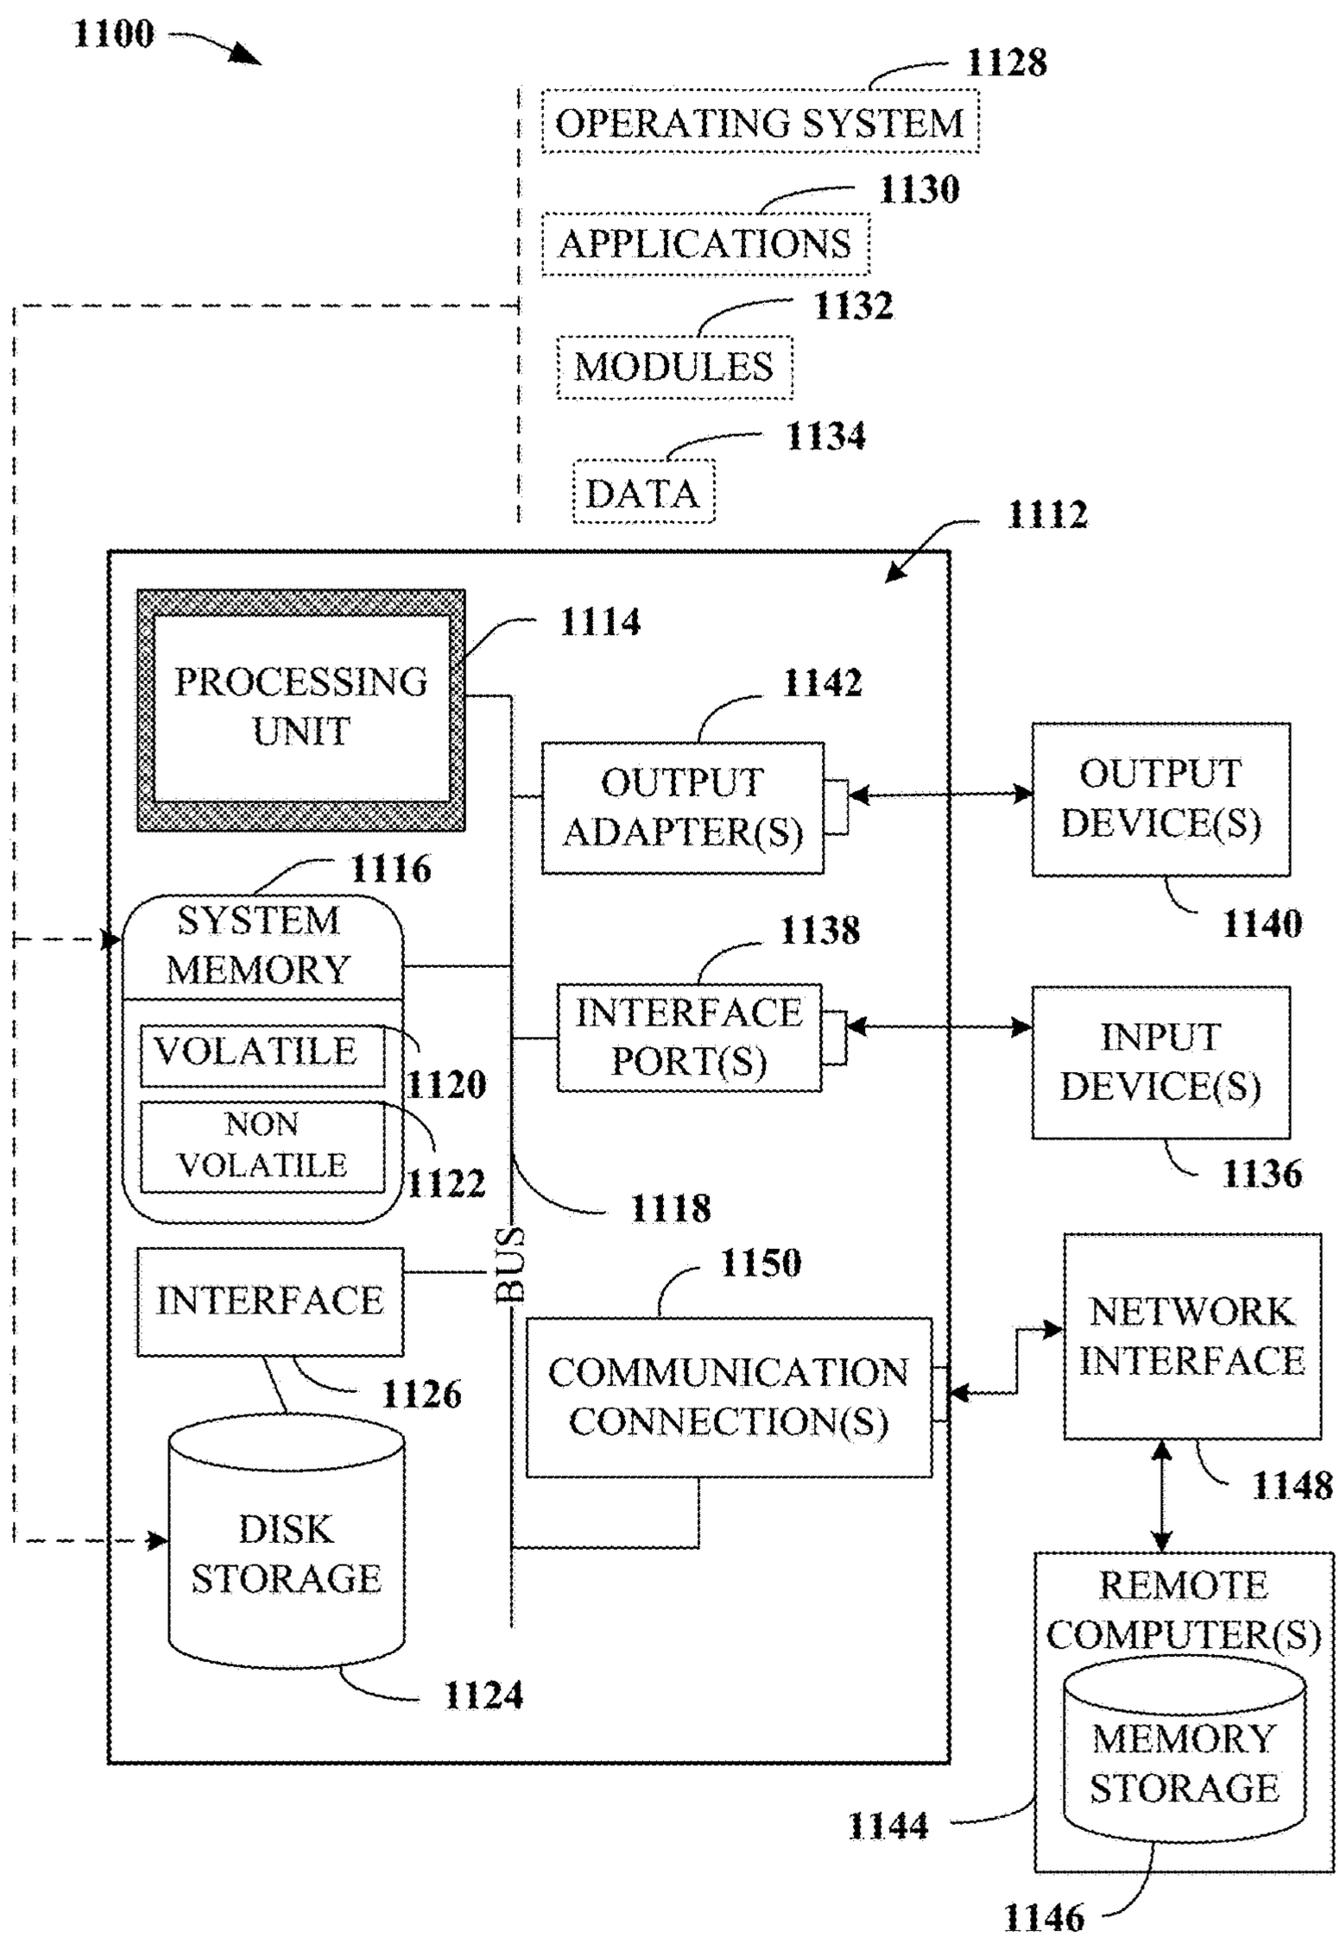 1100
1128
OPERATING SYSTEM
1130
APPLICATIONS
1132
MODULES
1134
DATA
1112
1114
PROCESSING
UNIT
1142
OUTPUT
ADAPTER(S)
OUTPUT
DEVICE(S)
1140
1116
SYSTEM
MEMORY
1138
INTERFACE
PORT(S)
INPUT
DEVICE(S)
1136
VOLATILE
1120
NON
VOLATILE
1122
1118
BUS
1150
INTERFACE
1126
COMMUNICATION
CONNECTION(S)
NETWORK
INTERFACE
1148
DISK
STORAGE
1124
REMOTE
COMPUTER(S)
MEMORY
STORAGE
1144
1146